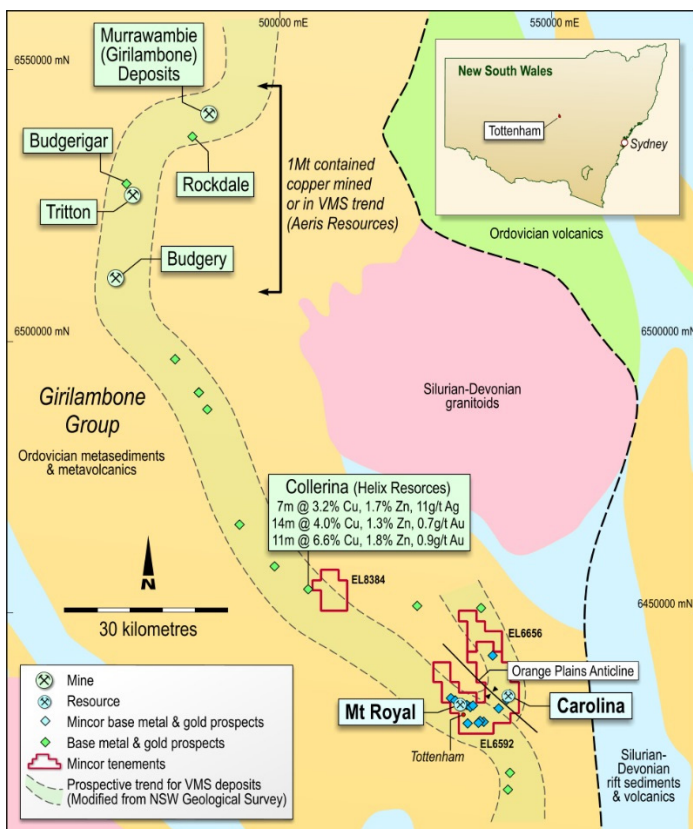 500000 mE
550000 mE
6550000 mN
Murrawambie
(Girilambone)
Deposits
New South Wales
Tottenham
Sydney
Budgerigar
Rockdale
Tritton
1Mt contained
copper mined
or in VMS trend
(Aeris Resources)
Ordovician volcanics
Budgery
6500000 mN
6500000 mN
Girilambone
Group
Ordovician metasediments
& metavolcanics
Silurian-Devonian
granitoids
Collerina (Helix Resorces)
7m @ 3.2% Cu, 1.7% Zn, 11g/t Ag
14m @ 4.0% Cu, 1.3% Zn, 0.7g/t Au
11m @ 6.6% Cu, 1.8% Zn, 0.9g/t Au
N
30 kilometres
EL8384
6450000 mN
EL6656
Orange Plains Anticline
Mt Royal
Carolina
Tottenham
EL6592
Silurian-
Devonian
rift sediments
& volcanics
Mine
Resource
Mincor base metal & gold prospects
Base metal & gold prospects
Mincor tenements
Prospective trend for VMS deposits
(Modified from NSW Geological Survey)